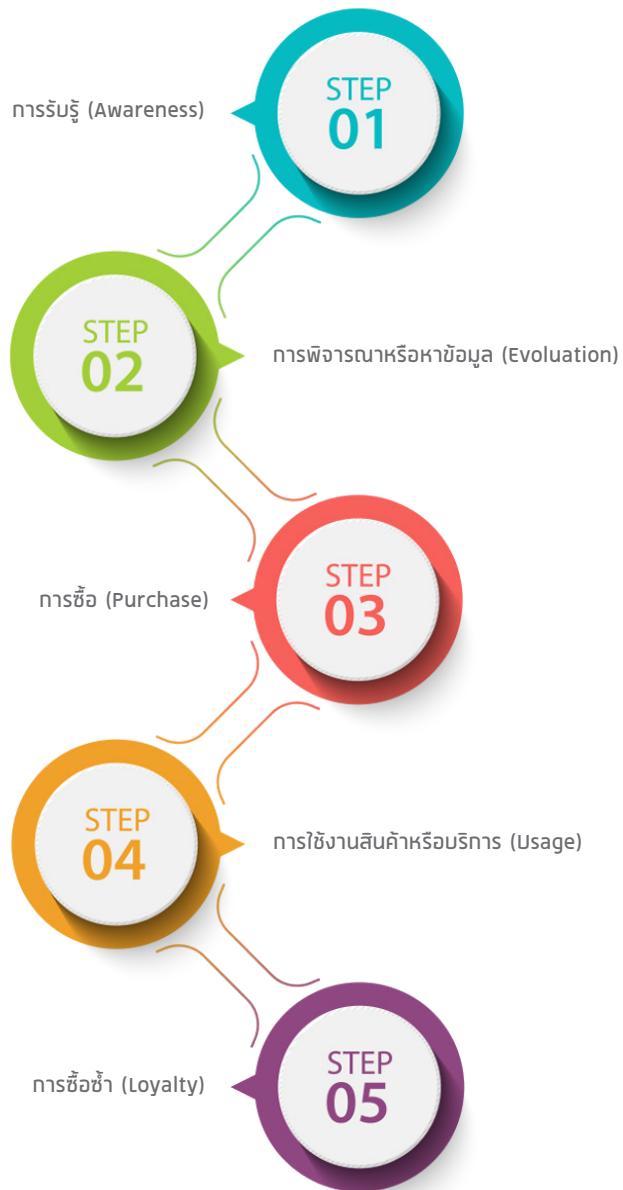 STEP
01
การรับรู้ (Awareness)
STEP
02
การพิจารณาหรือหาข้อมูล (Evoluation)
STEP
03
การซื้อ (Purchase)
STEP
04
การใช้งานสินค้าหรือบริการ (Usage)
STEP
05
การซื้อซ้ำ (Loyalty)